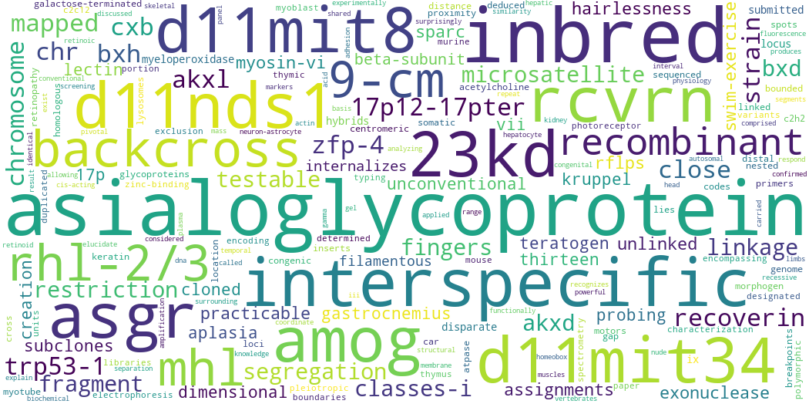 galactose-terminated skeletal
c2c12 myoblast discussed
mapped cxb d11mit8 inbred hairlessness submitted
retinoic panel distance shared experimentally
chr bxh myeloperoxidase sparc proximity surprisingly deduced similarity spots fluorescence
lectin myosin-vi beta-subunit murine sequenced produces locus
portion thymic akxl 9-cm microsatellite rcvrn bxd
chromosome retinopathy homologous d11nds1 lysosomes acid adhesion interval physiology swim-exercise strain
screening markers conventional resist repeat linked bounded
identical basis actin mass neuron-astrocyte 17p12-17pter acetylcholine kidney hepatocyte segments variants
exclusion hybrids vii photoreceptor congenital autosomal c2h2
centromeric somatic analyzing comprised distal respond
backcross zfp-4 23kd recombinant
result 17p glycoproteins internalizes rflps head nested confirmed
allowing cis-acting zinc-binding typing kruppel codes primers
duplicated testable unconventional close
asialoglycoprotein
plasma gel gamma applied range lies carried
retinoid keratin encoding determined fingers teratogen unlinked linkage
elucidate called inserts mouse thirteen encompassing
rhl-2/3 location dna congenic filamentous temporal genome recessive
considered iii recognizes powerful morphogen designated
restriction cloned interspecific
creation units cross surrounding
asgr practicable gastrocnemius akxd probing recoverin
aplasia disparate motors characterization
subclones amplification loci car gap
knowledge coordinate functionally
trp53-1 libraries separation mhl amog atpase d11mit34 spectrometry breakpoints polymorphic
segregation membrane structural ix homeobox nude
fragment pleiotropic thymus classes-i assignments
myotube explain electrophoresis dimensional paper muscles exonuclease limbs
biochemical boundaries vertebrates